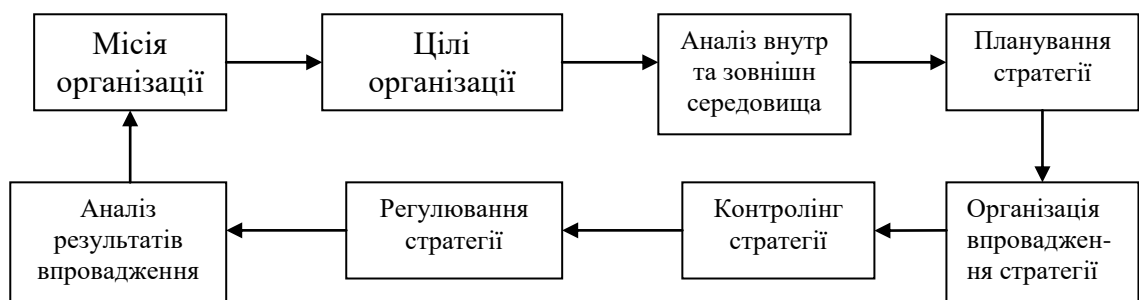 Місія
організації
Цілі
організації
Аналіз внутр
та зовнішн
середовища
Планування
стратегії
Аналіз
результатів
впровадження
Регулювання
стратегії
Контролінг
стратегії
Організація
впроваджен-
ня стратегії